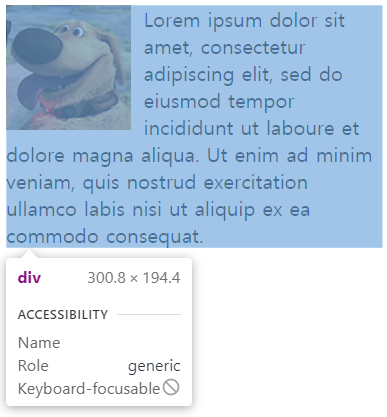 Lorem ipsum dolor sit
amet, consectetur
adipiscing elit, sed do
eiusmod tempor
incididunt ut laboure et
dolore magna aliqua. Ut enim ad minim
veniam, quis nostrud exercitation
ullamco labis nisi ut aliquip ex ea
commodo consequat.
div 300.8 × 194.4
ACCESSIBILITY
Name
Role generic
Keyboard-focusable